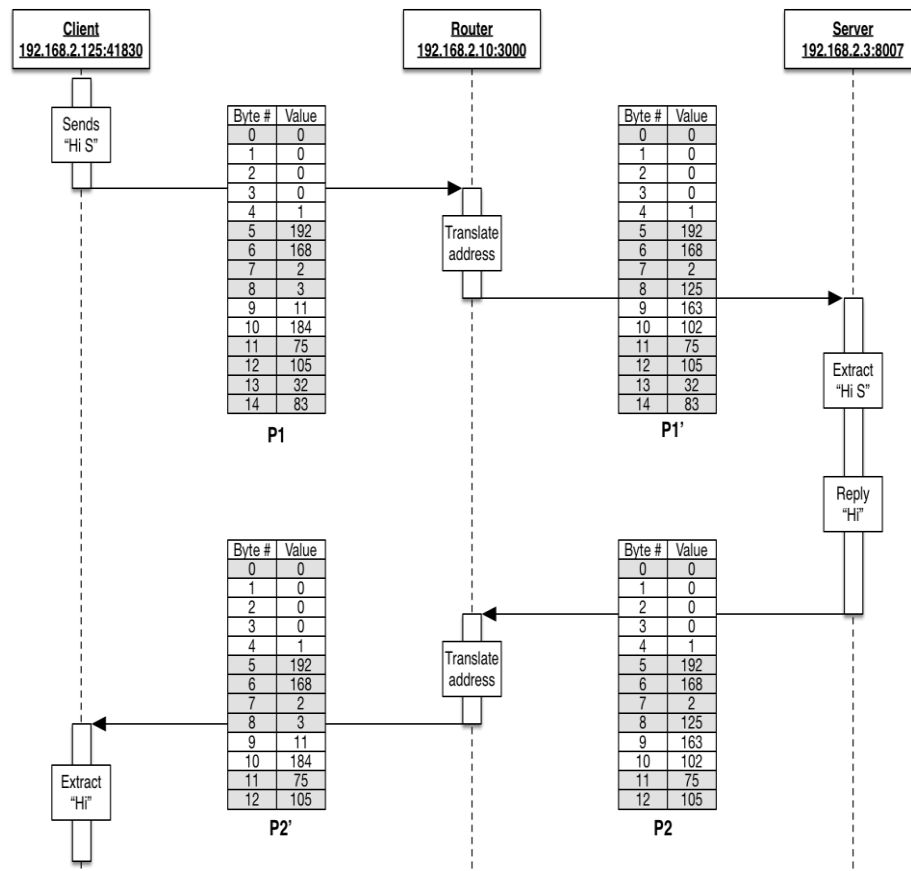 Client
192.168.2.125:41830
Router
192.168.2.10:3000
Server
192.168.2.3:8007
Sends
“Hi S”
Byte # Value
0 0
1 0
2 0
3 0
4 1
5 192
6 168
7 2
8 3
9 11
10 184
11 75
12 105
13 32
14 83
P1
Translate
address
Byte # Value
0 0
1 0
2 0
3 0
4 1
5 192
6 168
7 2
8 125
9 163
10 102
11 75
12 105
13 32
14 83
P1’
Extract
“Hi S”
Reply
“Hi”
Byte # Value
0 0
1 0
2 0
3 0
4 1
5 192
6 168
7 2
8 3
9 11
10 184
11 75
12 105
P2’
Translate
address
Byte # Value
0 0
1 0
2 0
3 0
4 1
5 192
6 168
7 2
8 125
9 163
10 102
11 75
12 105
P2
Extract
“Hi”